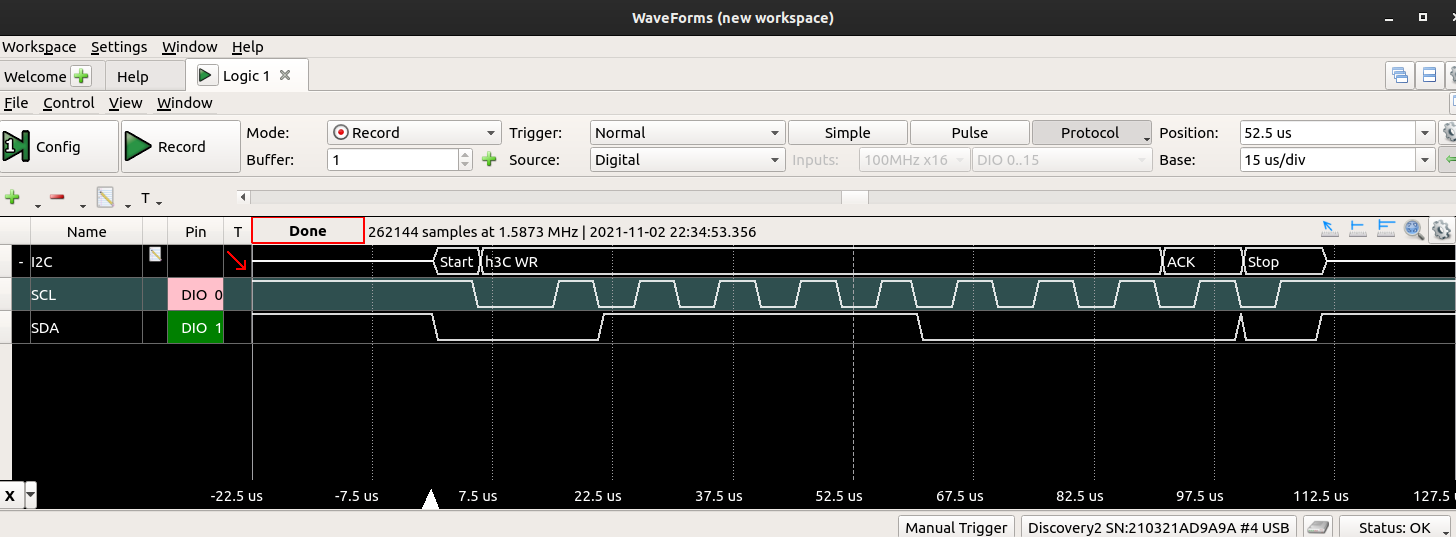 WaveForms (new workspace)
Workspace Settings Window Help
Welcome Help Logic 1
File Control View Window
Config Record Mode: Record Trigger: Normal Simple Pulse Protocol Position: 52.5 us
Buffer: 1 Source: Digital Inputs: 100MHz x16 DIO 0..15 Base: 15 us/div
T
Name Pin T Done 262144 samples at 1.5873 MHz | 2021-11-02 22:34:53.356
- I2C Start h3C WR ACK Stop
SCL DIO 0
SDA DIO 1
X -22.5 us -7.5 us 7.5 us 22.5 us 37.5 us 52.5 us 67.5 us 82.5 us 97.5 us 112.5 us 127.5
Manual Trigger Discovery2 SN:210321AD9A9A #4 USB Status: OK